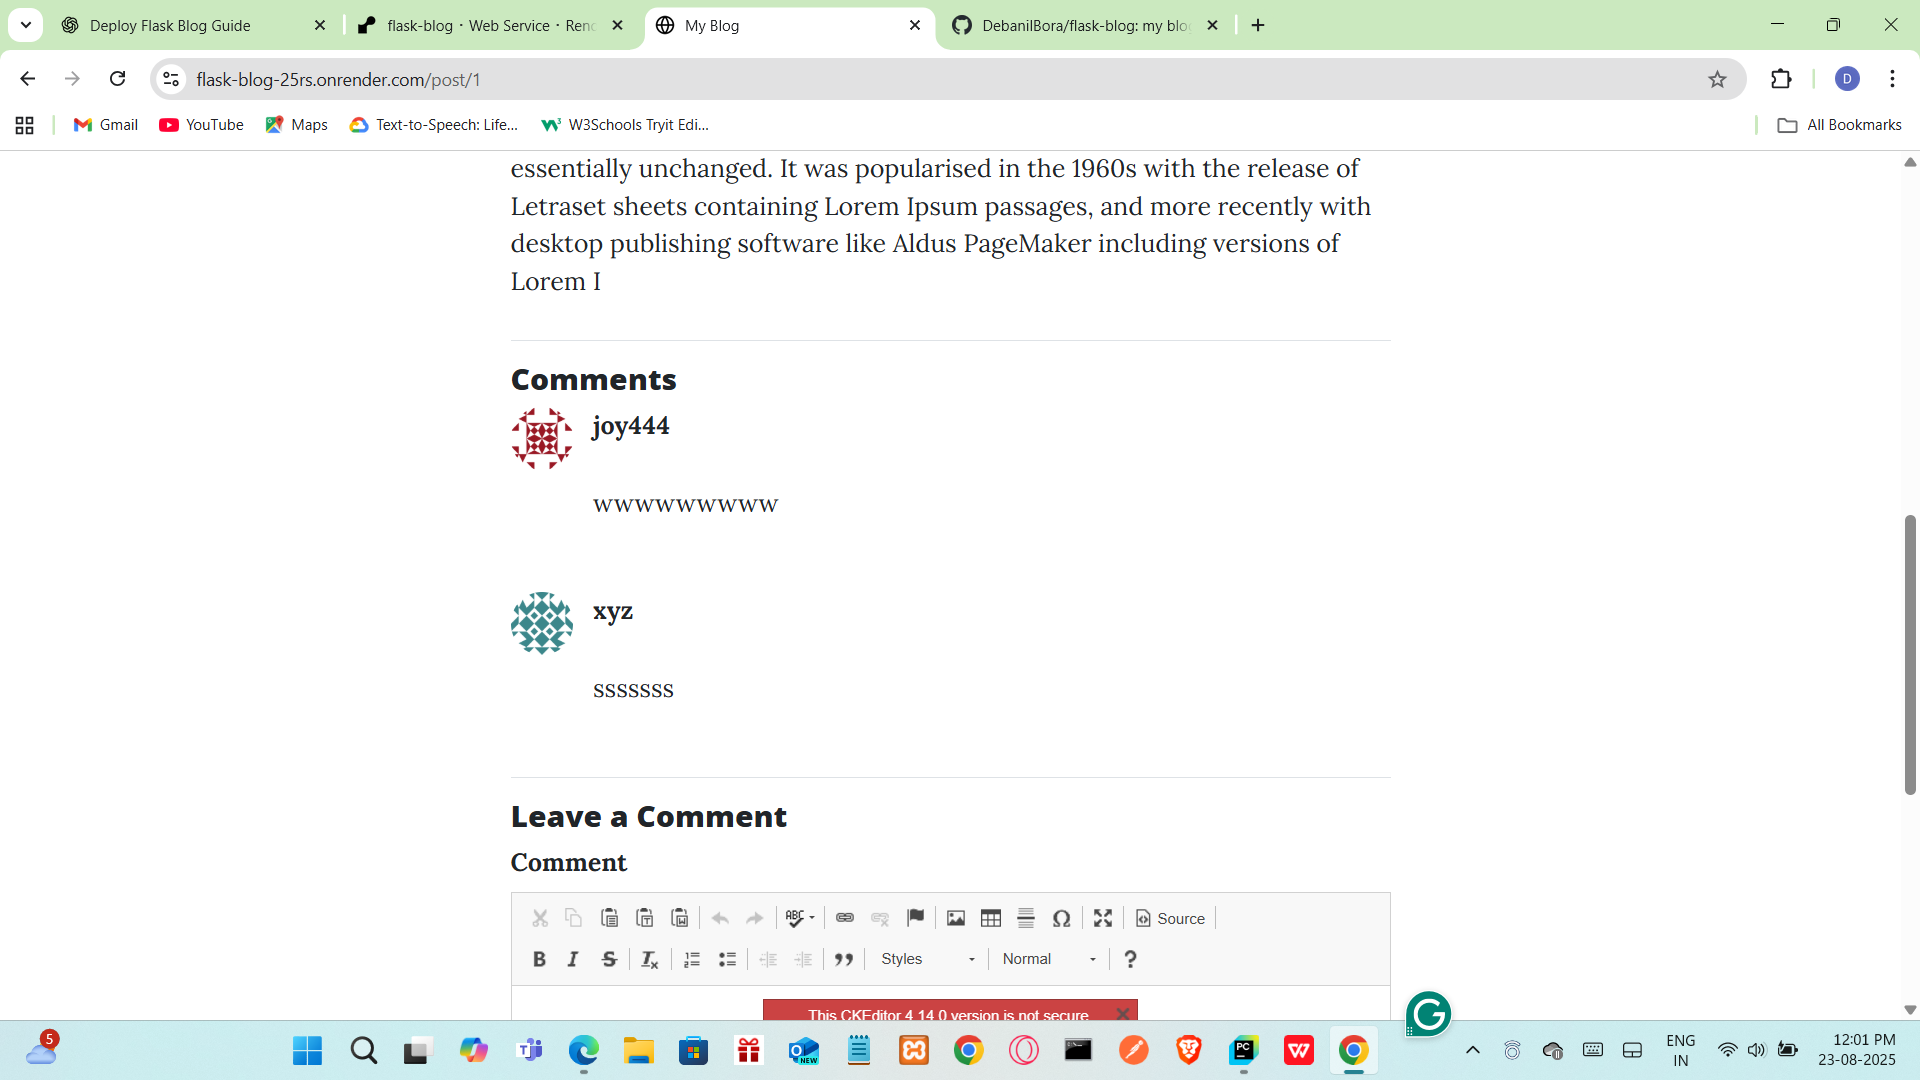 Deploy Flask Blog Guide
flask-blog · Web Service · Ren
My Blog
DebanilBora/flask-blog: my blo
flask-blog-25rs.onrender.com/post/1
D
Gmail
YouTube
Maps
Text-to-Speech: Life...
W3Schools Tryit Edi...
All Bookmarks
essentially unchanged. It was popularised in the 1960s with the release of
Letraset sheets containing Lorem Ipsum passages, and more recently with
desktop publishing software like Aldus PageMaker including versions of
Lorem I
Comments
joy444
wwwwwwwww
xyz
sssssss
Leave a Comment
Comment
ABC
Source
B I S Tx
Styles
Normal
?
This CKEditor 4.14.0 version is not secure
5
NEW
PC
W
G
ENG
IN
12:01 PM
23-08-2025